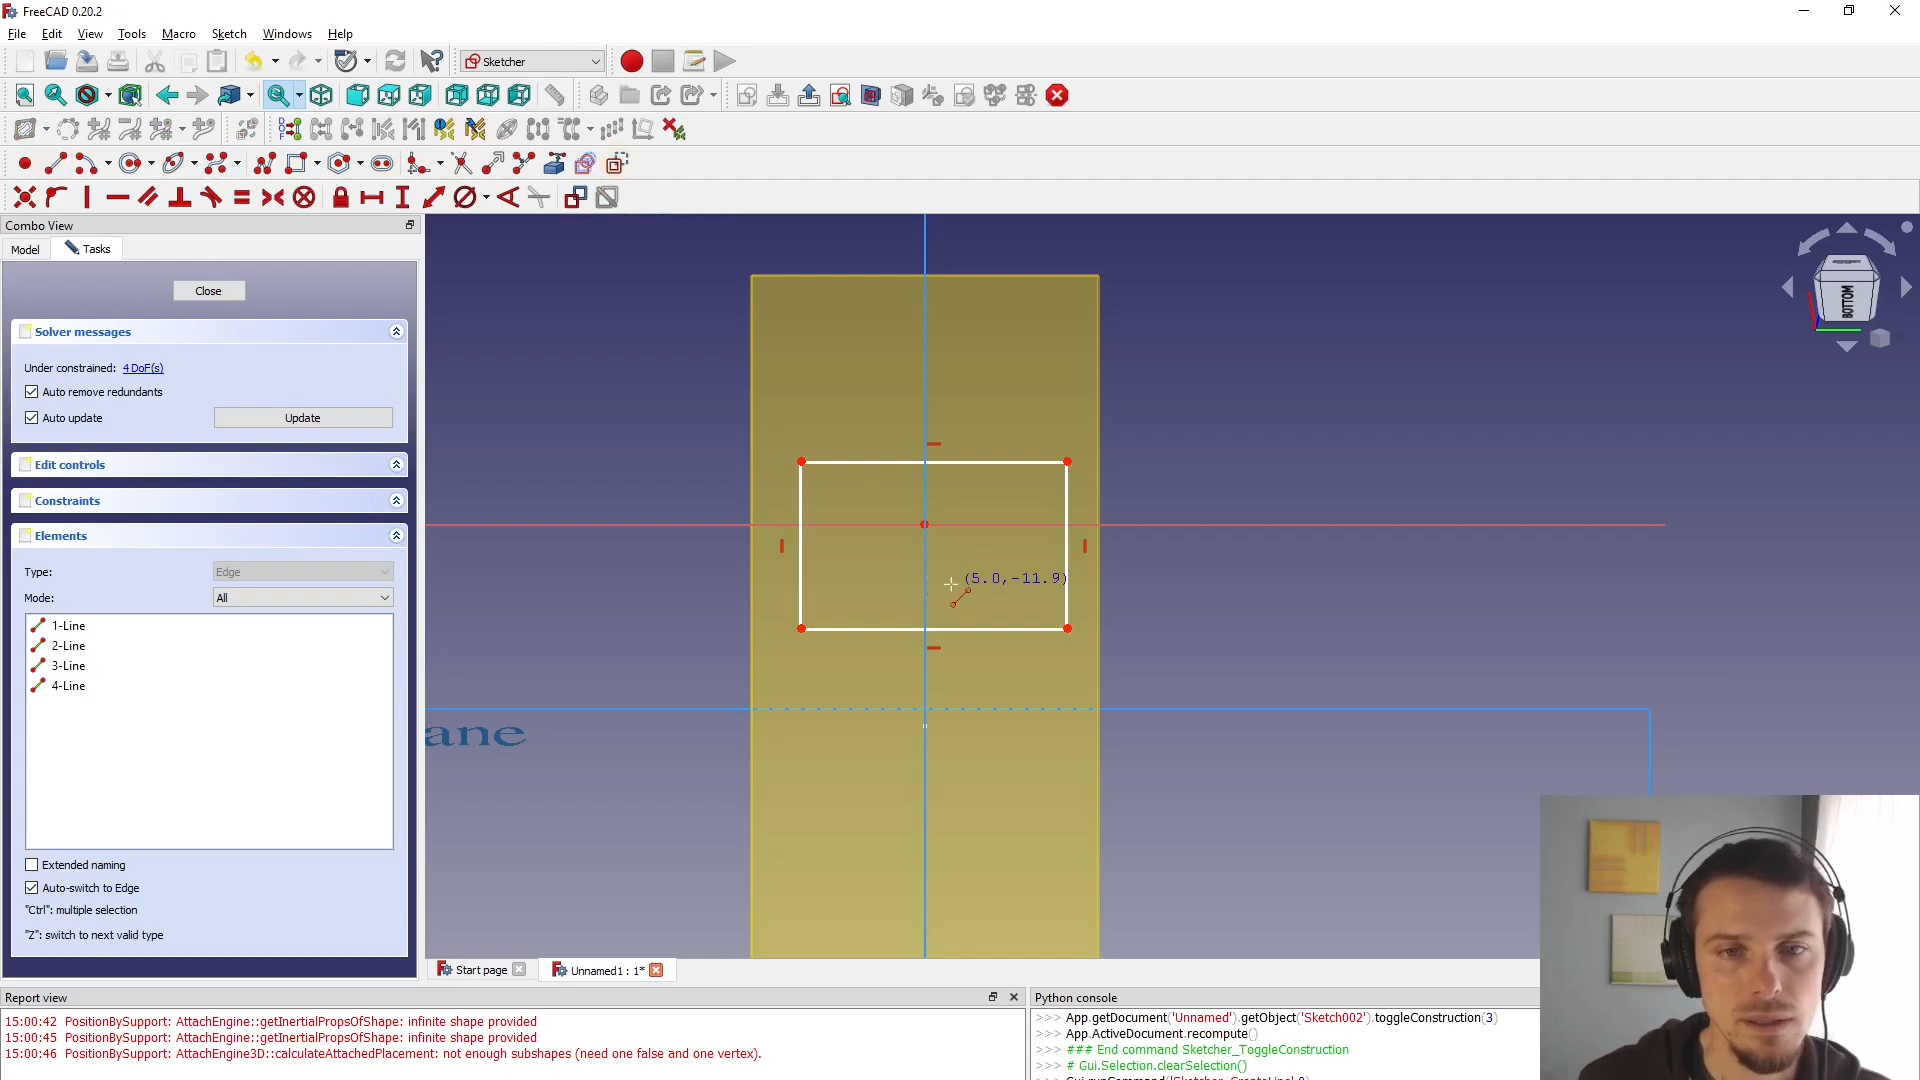 FreeCAD 0.20.2
File Edit View Tools Macro Sketch Windows Help
Sketcher
Combo View
Model Tasks
Close
Solver messages
Under constrained: 4 DoF(s)
Auto remove redundants
Auto update Update
Edit controls
Constraints
Elements
Type: Edge
Mode: All
1-Line
2-Line
3-Line
4-Line
Extended naming
Auto-switch to Edge
"Ctrl": multiple selection
"Z": switch to next valid type
(5.0,-11.9)
ane
BOTTOM
Start page Unnamed1 : 1*
Report view
15:00:42 PositionBySupport: AttachEngine::getInertialPropsOfShape: infinite shape provided
15:00:45 PositionBySupport: AttachEngine::getInertialPropsOfShape: infinite shape provided
15:00:46 PositionBySupport: AttachEngine3D::calculateAttachedPlacement: not enough subshapes (need one false and one vertex).
Python console
>>> App.getDocument('Unnamed').getObject('Sketch002').toggleConstruction(3)
>>> App.ActiveDocument.recompute()
>>> ### End command Sketcher_ToggleConstruction
>>> # Gui.Selection.clearSelection()